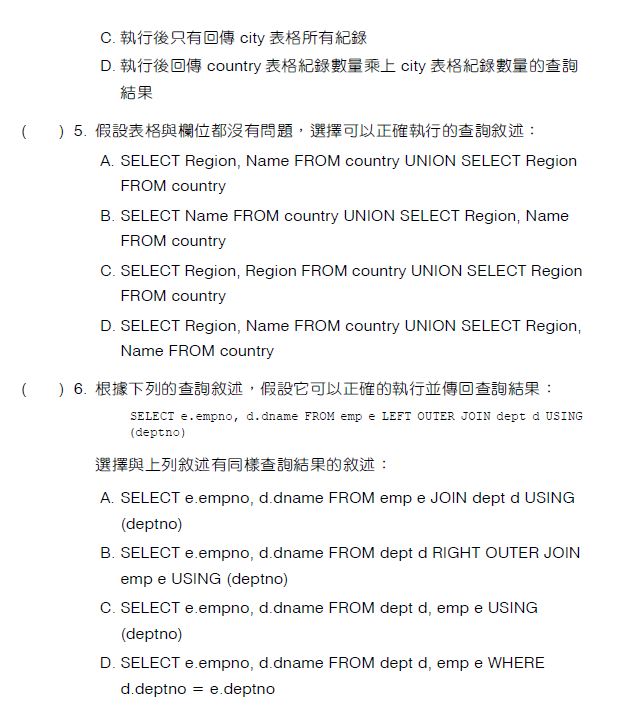 C. 執行後只有回傳 city 表格所有紀錄
D. 執行後回傳 country 表格紀錄數量乘上 city 表格紀錄數量的查詢
結果
(　　) 5. 假設表格與欄位都沒有問題，選擇可以正確執行的查詢敘述：
A. SELECT Region, Name FROM country UNION SELECT Region
FROM country
B. SELECT Name FROM country UNION SELECT Region, Name
FROM country
C. SELECT Region, Region FROM country UNION SELECT Region
FROM country
D. SELECT Region, Name FROM country UNION SELECT Region,
Name FROM country
(　　) 6. 根據下列的查詢敘述，假設它可以正確的執行並傳回查詢結果：
SELECT e.empno, d.dname FROM emp e LEFT OUTER JOIN dept d USING
(deptno)
選擇與上列敘述有同樣查詢結果的敘述：
A. SELECT e.empno, d.dname FROM emp e JOIN dept d USING
(deptno)
B. SELECT e.empno, d.dname FROM dept d RIGHT OUTER JOIN
emp e USING (deptno)
C. SELECT e.empno, d.dname FROM dept d, emp e USING
(deptno)
D. SELECT e.empno, d.dname FROM dept d, emp e WHERE
d.deptno = e.deptno